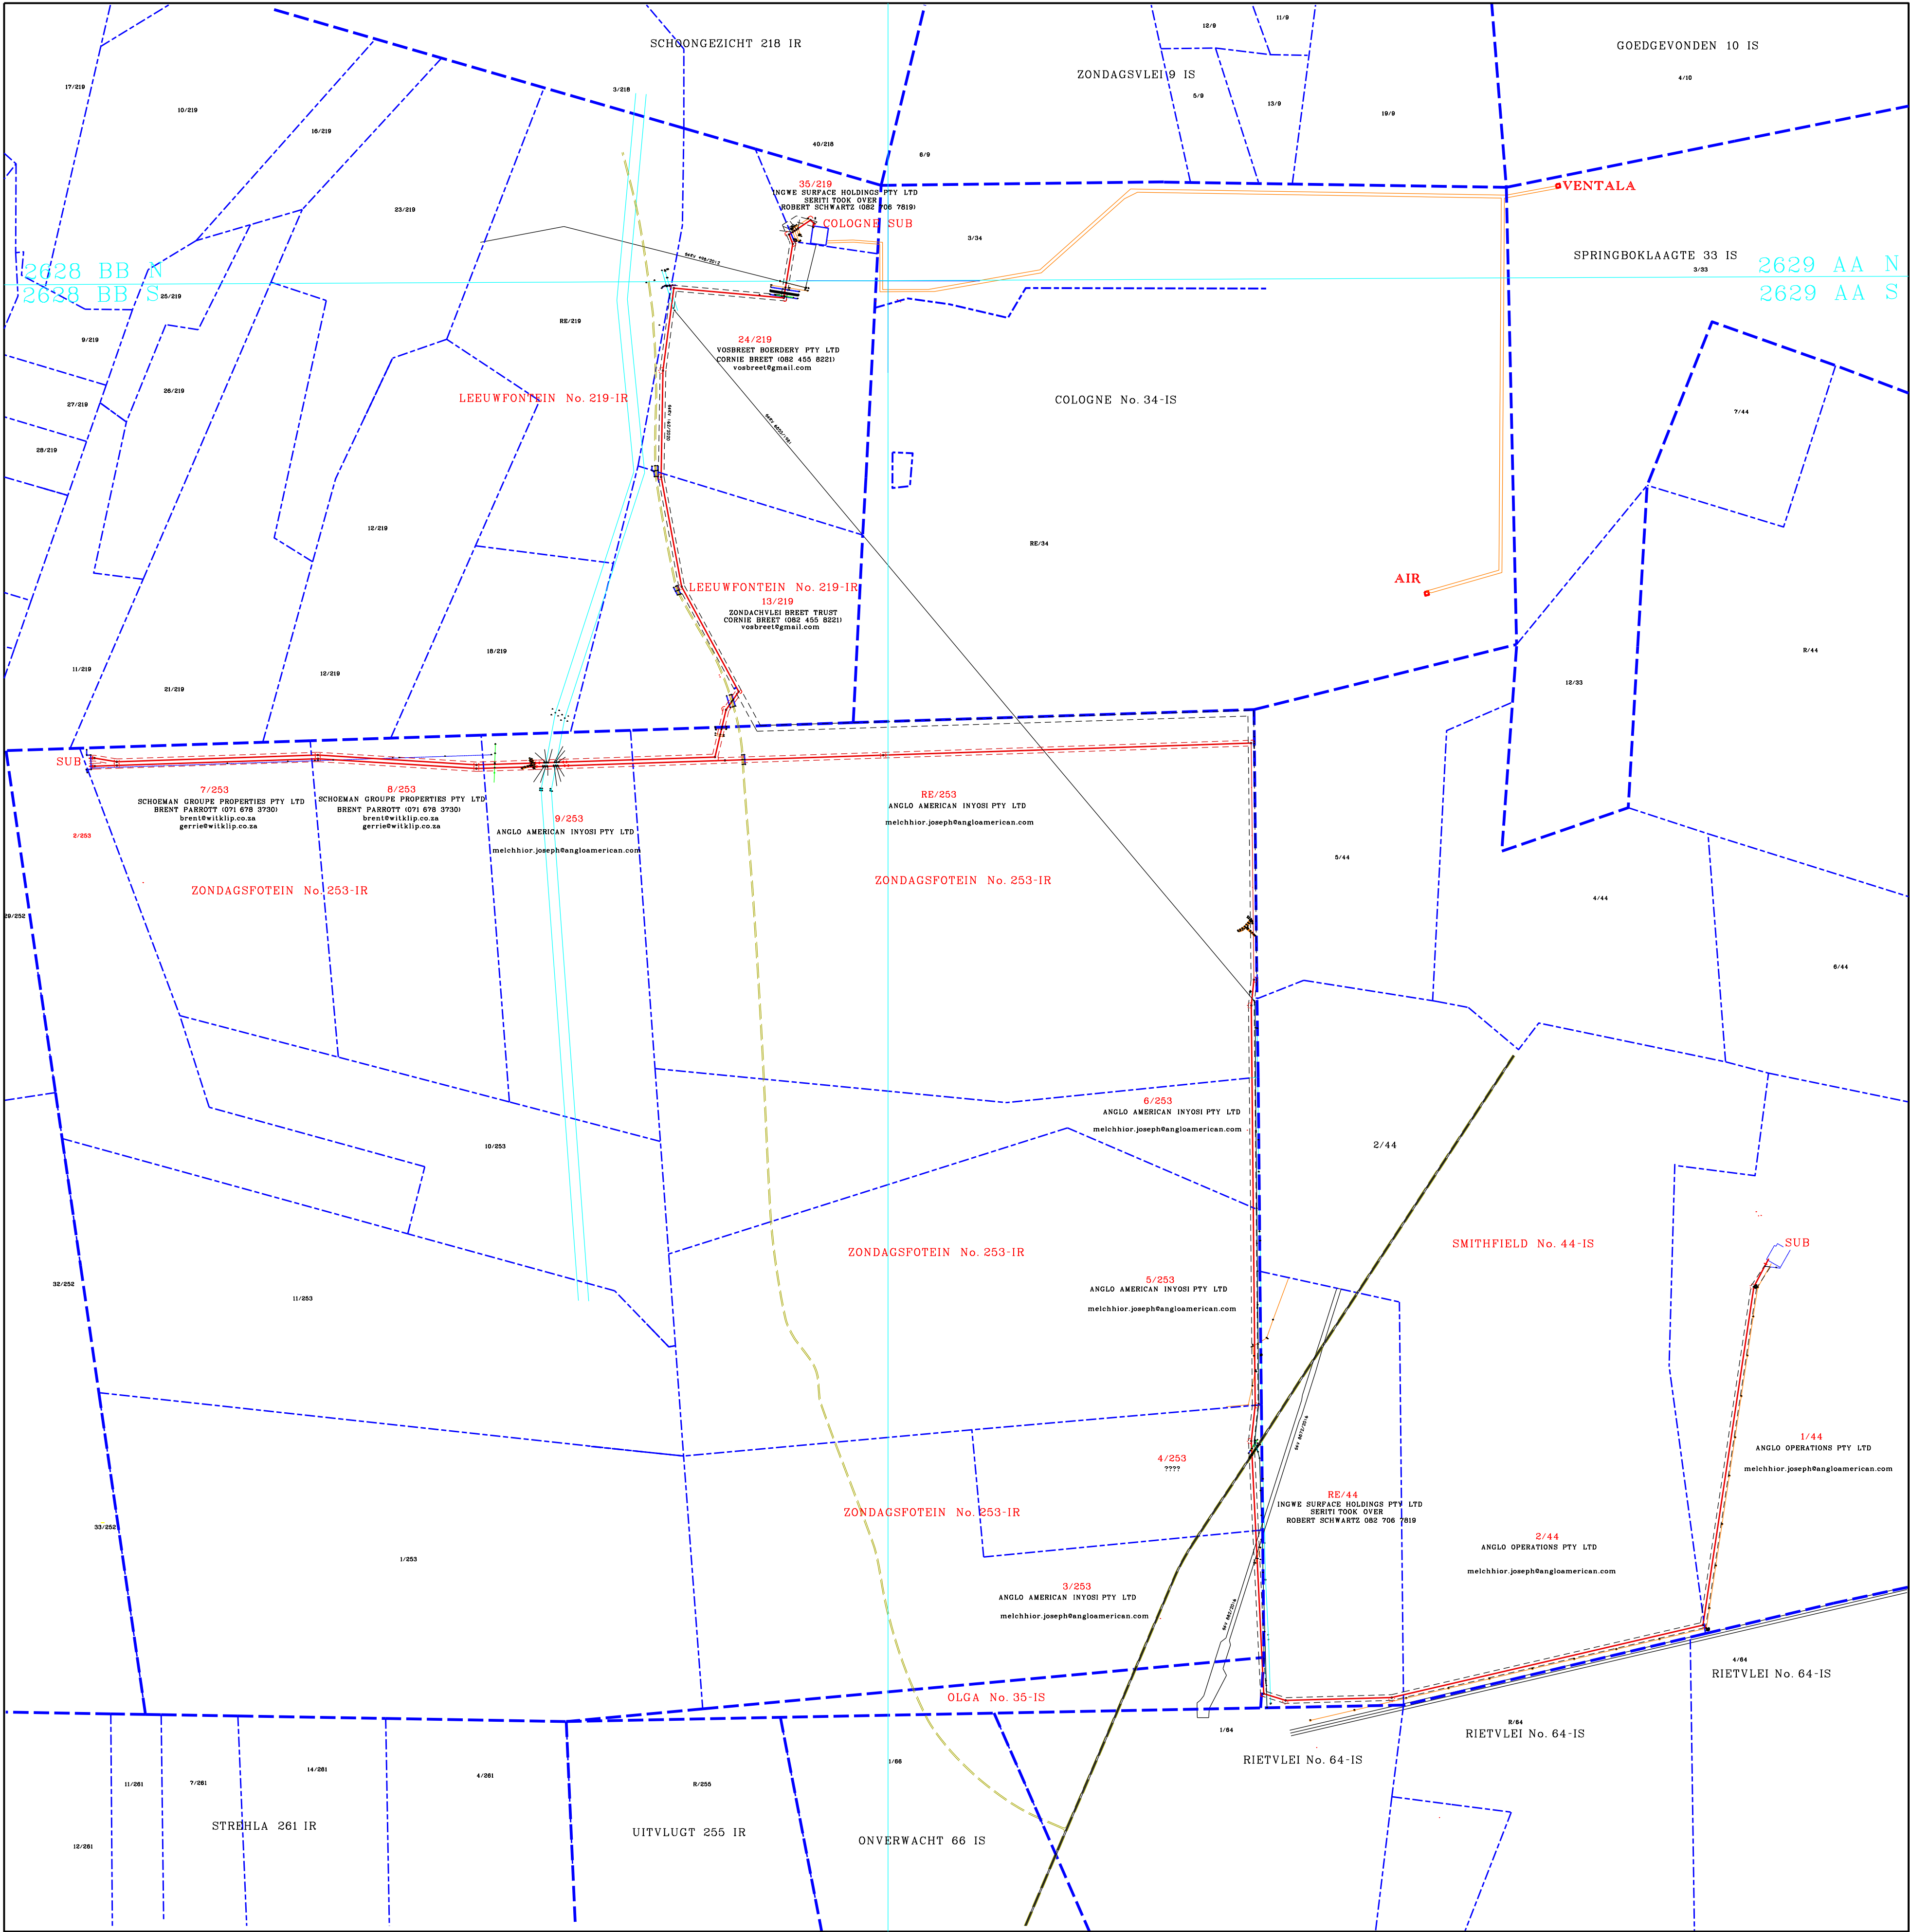 SCHOONGEZICHT 218 IR
ZONDAGSVLEI 9 IS
GOEDGEVONDEN 10 IS
12/9
11/9
4/10
17/219
10/219
16/219
3/218
5/9
13/9
19/9
40/218
6/9
35/219
INGWE SURFACE HOLDINGS PTY LTD
SERITI TOOK OVER
ROBERT SCHWARTZ (082 706 7819)
COLOGNE SUB
VENTALA
23/219
3/34
SPRINGBOKLAAGTE 33 IS
3/33
2628 BB N
2628 BB S
2629 AA N
2629 AA S
25/219
RE/219
9/219
24/219
VOSBREET BOERDERY PTY LTD
CORNIE BREET (082 455 8221)
vosbreet@gmail.com
26/219
27/219
28/219
LEEUWFONTEIN No. 219-IR
COLOGNE No. 34-IS
7/44
12/219
RE/34
AIR
LEEUWFONTEIN No. 219-IR
13/219
ZONDACHVLEI BREET TRUST
CORNIE BREET (082 455 8221)
vosbreet@gmail.com
18/219
11/219
21/219
12/219
R/44
12/33
SUB
7/253
SCHOEMAN GROUPE PROPERTIES PTY LTD
BRENT PARROTT (071 678 3730)
brent@witklip.co.za
gerrie@witklip.co.za
8/253
SCHOEMAN GROUPE PROPERTIES PTY LTD
BRENT PARROTT (071 678 3730)
brent@witklip.co.za
gerrie@witklip.co.za
9/253
ANGLO AMERICAN INYOSI PTY LTD
melchhior.joseph@angloamerican.com
RE/253
ANGLO AMERICAN INYOSI PTY LTD
melchhior.joseph@angloamerican.com
2/253
5/44
ZONDAGSFOTEIN No. 253-IR
ZONDAGSFOTEIN No. 253-IR
4/44
29/252
6/44
6/253
ANGLO AMERICAN INYOSI PTY LTD
melchhior.joseph@angloamerican.com
10/253
2/44
ZONDAGSFOTEIN No. 253-IR
SMITHFIELD No. 44-IS
SUB
32/252
11/253
5/253
ANGLO AMERICAN INYOSI PTY LTD
melchhior.joseph@angloamerican.com
1/44
ANGLO OPERATIONS PTY LTD
melchhior.joseph@angloamerican.com
4/253
????
RE/44
INGWE SURFACE HOLDINGS PTY LTD
SERITI TOOK OVER
ROBERT SCHWARTZ 082 706 7819
ZONDAGSFOTEIN No. 253-IR
33/252
1/253
2/44
ANGLO OPERATIONS PTY LTD
melchhior.joseph@angloamerican.com
3/253
ANGLO AMERICAN INYOSI PTY LTD
melchhior.joseph@angloamerican.com
4/64
RIETVLEI No. 64-IS
OLGA No. 35-IS
1/64
R/64
RIETVLEI No. 64-IS
RIETVLEI No. 64-IS
11/261
7/261
14/261
4/261
R/255
1/66
STREHLA 261 IR
UITVLUGT 255 IR
ONVERWACHT 66 IS
12/261